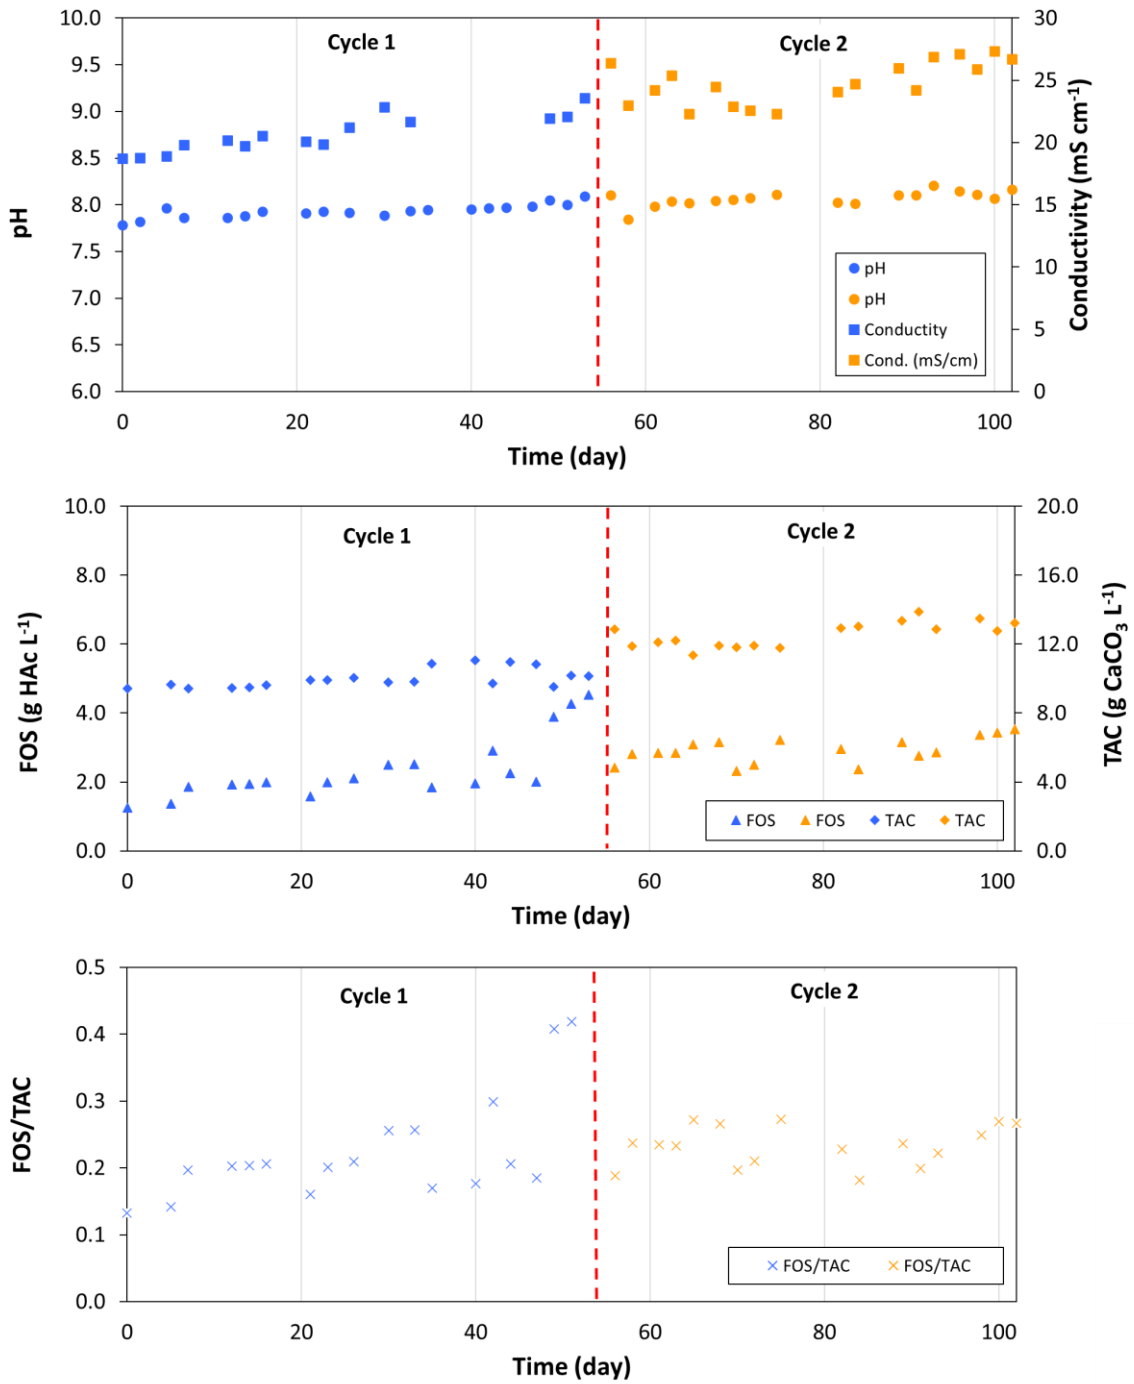 Cycle 1
Cycle 2
10.0
9.5
9.0
8.5
8.0
7.5
7.0
6.5
6.0
pH
30
25
20
15
10
5
0
Conductivity (mS cm⁻¹)
pH
pH
Conductity
Cond. (mS/cm)
0 20 40 60 80 100
Time (day)
Cycle 1
Cycle 2
10.0
8.0
6.0
4.0
2.0
0.0
FOS (g HAc L⁻¹)
20.0
16.0
12.0
8.0
4.0
0.0
TAC (g CaCO₃ L⁻¹)
FOS FOS TAC TAC
0 20 40 60 80 100
Time (day)
Cycle 1
Cycle 2
0.5
0.4
0.3
0.2
0.1
0.0
FOS/TAC
FOS/TAC FOS/TAC
0 20 40 60 80 100
Time (day)